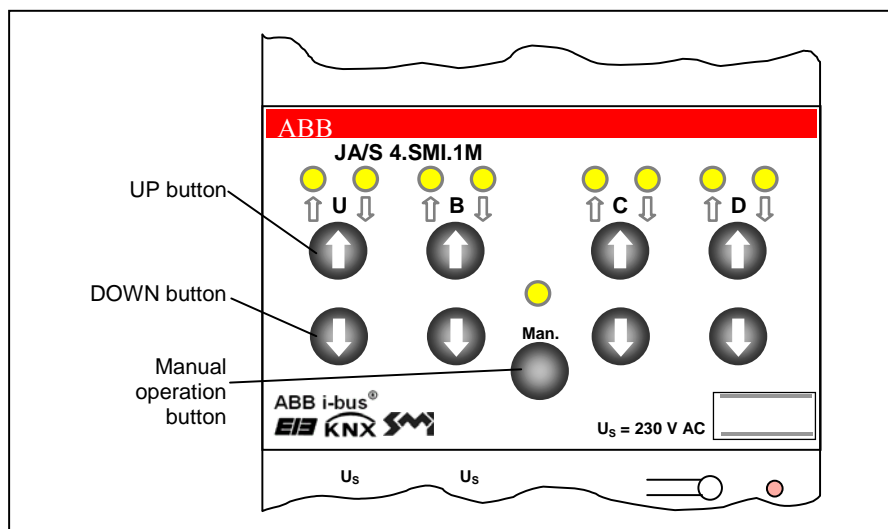 ABB
JA/S 4.SMI.1M
U B C D
UP button
DOWN button
Man.
Manual
operation
button
ABB i-bus®
EIB KNX SMI
Us = 230 V AC
Us Us